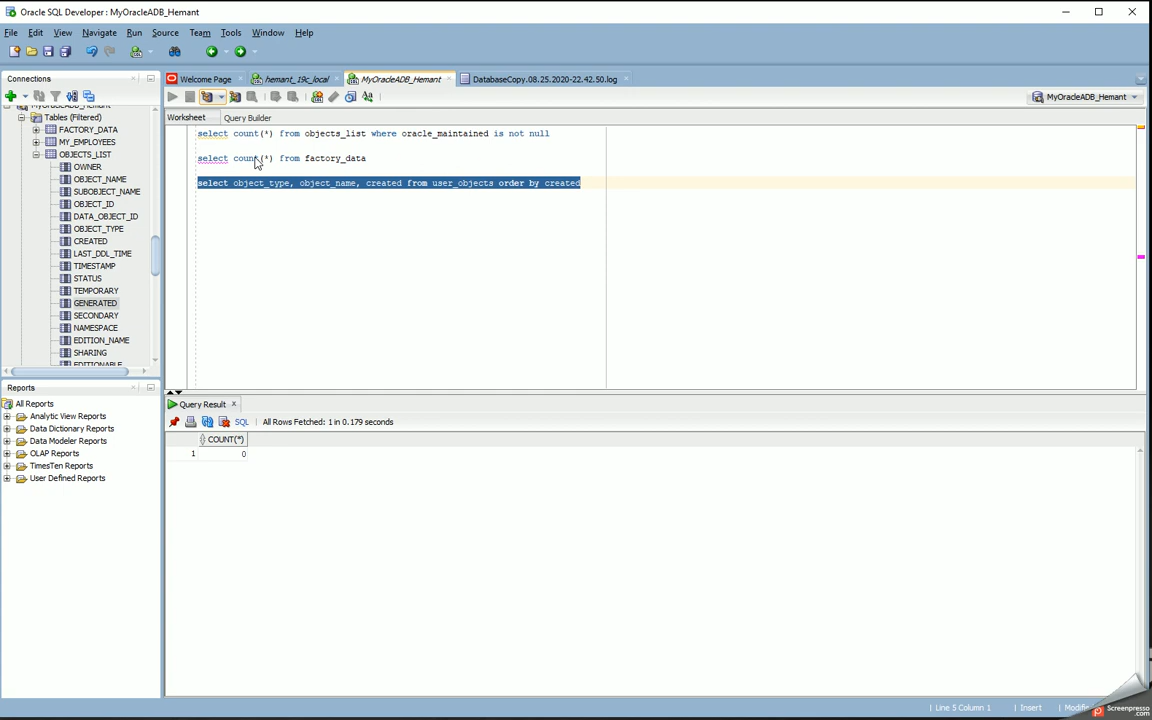 Oracle SQL Developer : MyOracleADB_Hemant
File Edit View Navigate Run Source Team Tools Window Help
Connections
Welcome Page
hemant_19c_local
MyOracleADB_Hemant
DatabaseCopy.08.25.2020-22.42.50.log
MyOracleADB_Hemant
Tables (Filtered)
FACTORY_DATA
MY_EMPLOYEES
OBJECTS_LIST
OWNER
OBJECT_NAME
SUBOBJECT_NAME
OBJECT_ID
DATA_OBJECT_ID
OBJECT_TYPE
CREATED
LAST_DDL_TIME
TIMESTAMP
STATUS
TEMPORARY
GENERATED
SECONDARY
NAMESPACE
EDITION_NAME
SHARING
Worksheet Query Builder
select count(*) from objects_list where oracle_maintained is not null
select count(*) from factory_data
select object_type, object_name, created from user_objects order by created
Reports
All Reports
Analytic View Reports
Data Dictionary Reports
Data Modeler Reports
OLAP Reports
TimesTen Reports
User Defined Reports
Query Result
SQL | All Rows Fetched: 1 in 0.179 seconds
COUNT(*)
1 0
| Line 5 Column 1 | Insert | Modifie
Screenpresso
.com